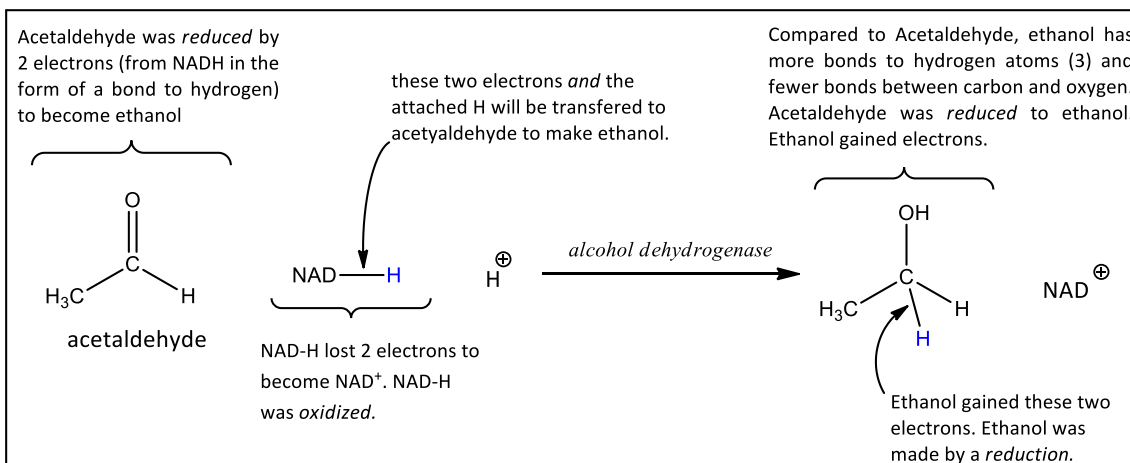 Acetaldehyde was reduced by
2 electrons (from NADH in the
form of a bond to hydrogen)
to become ethanol
these two electrons and the
attached H will be transfered to
acetyaldehyde to make ethanol.
Compared to Acetaldehyde, ethanol has
more bonds to hydrogen atoms (3) and
fewer bonds between carbon and oxygen.
Acetaldehyde was reduced to ethanol.
Ethanol gained electrons.
O
C
H₃C
H
acetaldehyde
NAD
H
H⊕
alcohol dehydrogenase
OH
C
H₃C
H
H
NAD⊕
NAD-H lost 2 electrons to
become NAD⁺. NAD-H
was oxidized.
Ethanol gained these two
electrons. Ethanol was
made by a reduction.